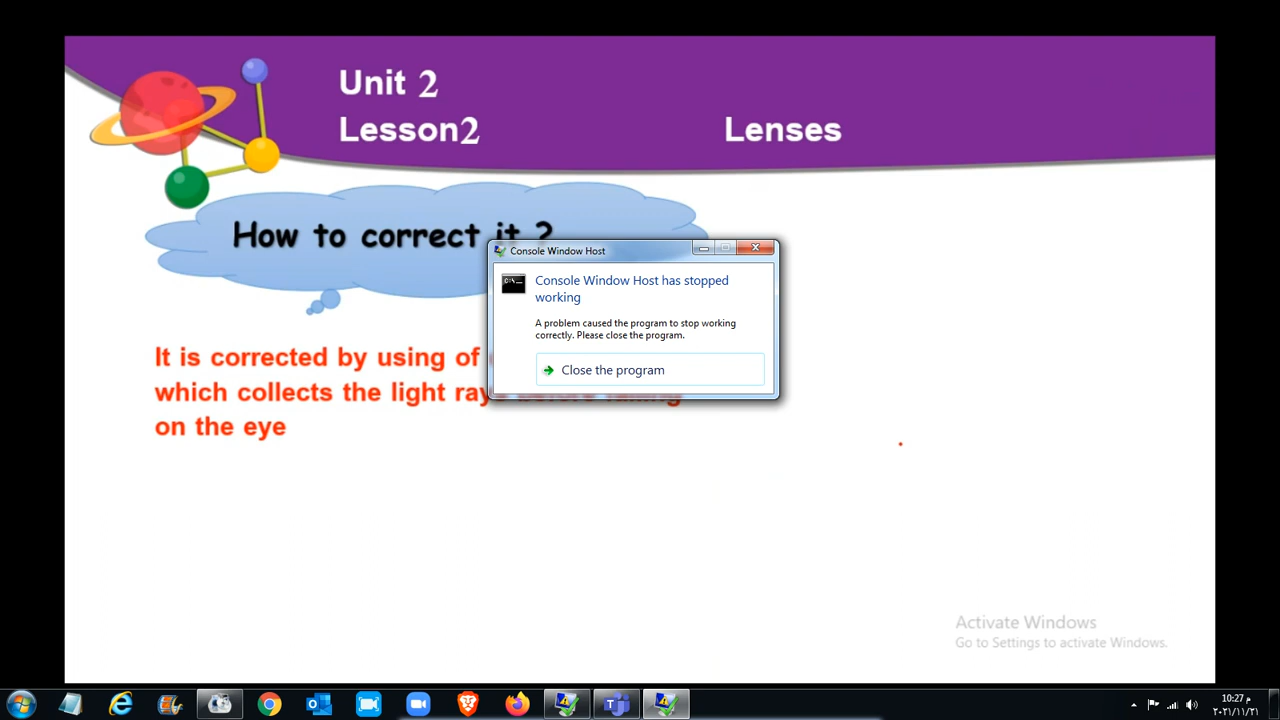 Unit 2
Lesson2
Lenses
How to correct it ?
Console Window Host
Console Window Host has stopped
working
A problem caused the program to stop working
correctly. Please close the program.
Close the program
It is corrected by using of
which collects the light rays before falling
on the eye
Activate Windows
Go to Settings to activate Windows.
10:27 م
٢٠٢١/١١/٢١